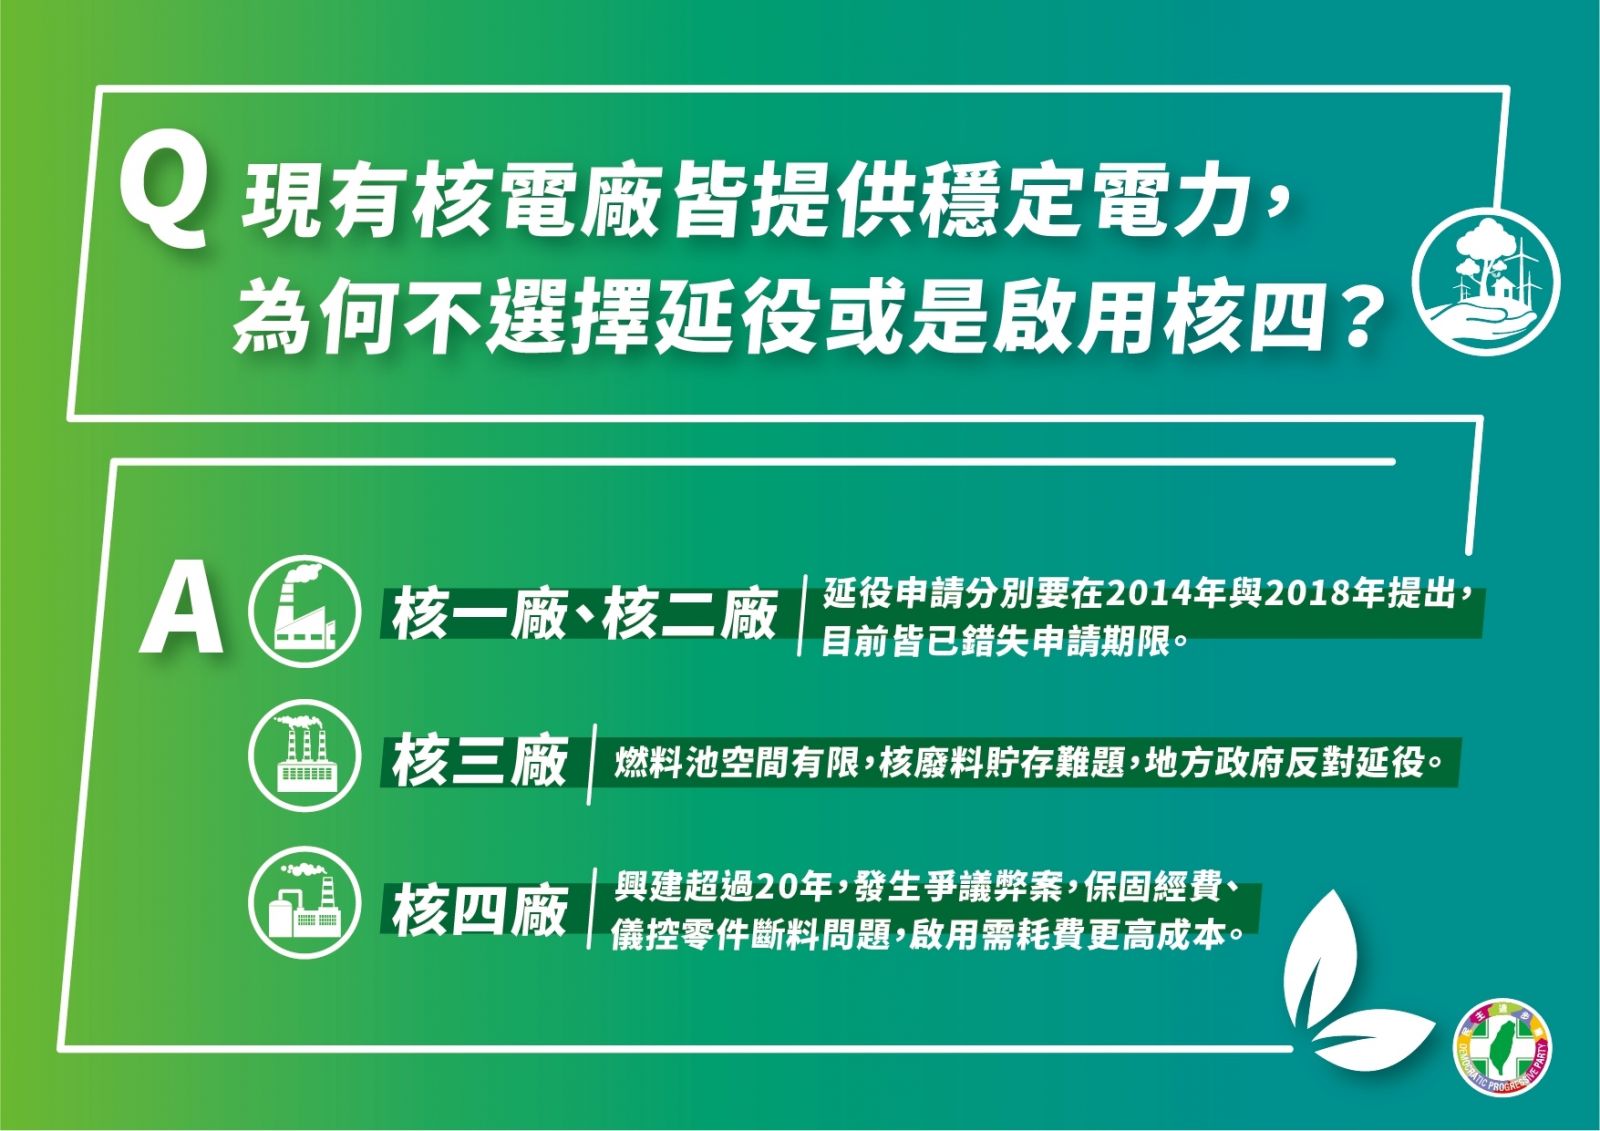 Q 現有核電廠皆提供穩定電力，
為何不選擇延役或是啟用核四？
A
核一廠、核二廠
延役申請分別要在2014年與2018年提出，
目前皆已錯失申請期限。
核三廠
燃料池空間有限，核廢料貯存難題，地方政府反對延役。
核四廠
興建超過20年，發生爭議弊案，保固經費、
儀控零件斷料問題，啟用需耗費更高成本。
民主進步黨
DEMOCRATIC PROGRESSIVE PARTY